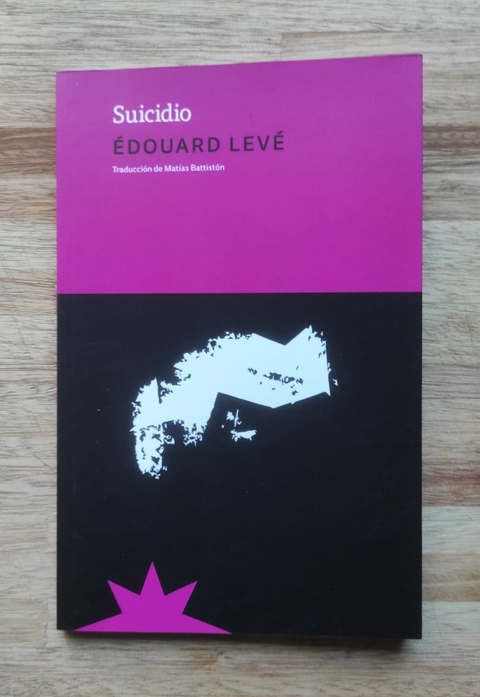 Suicidio
ÉDOUARD LEVÉ
Traducción de Matías Battistón